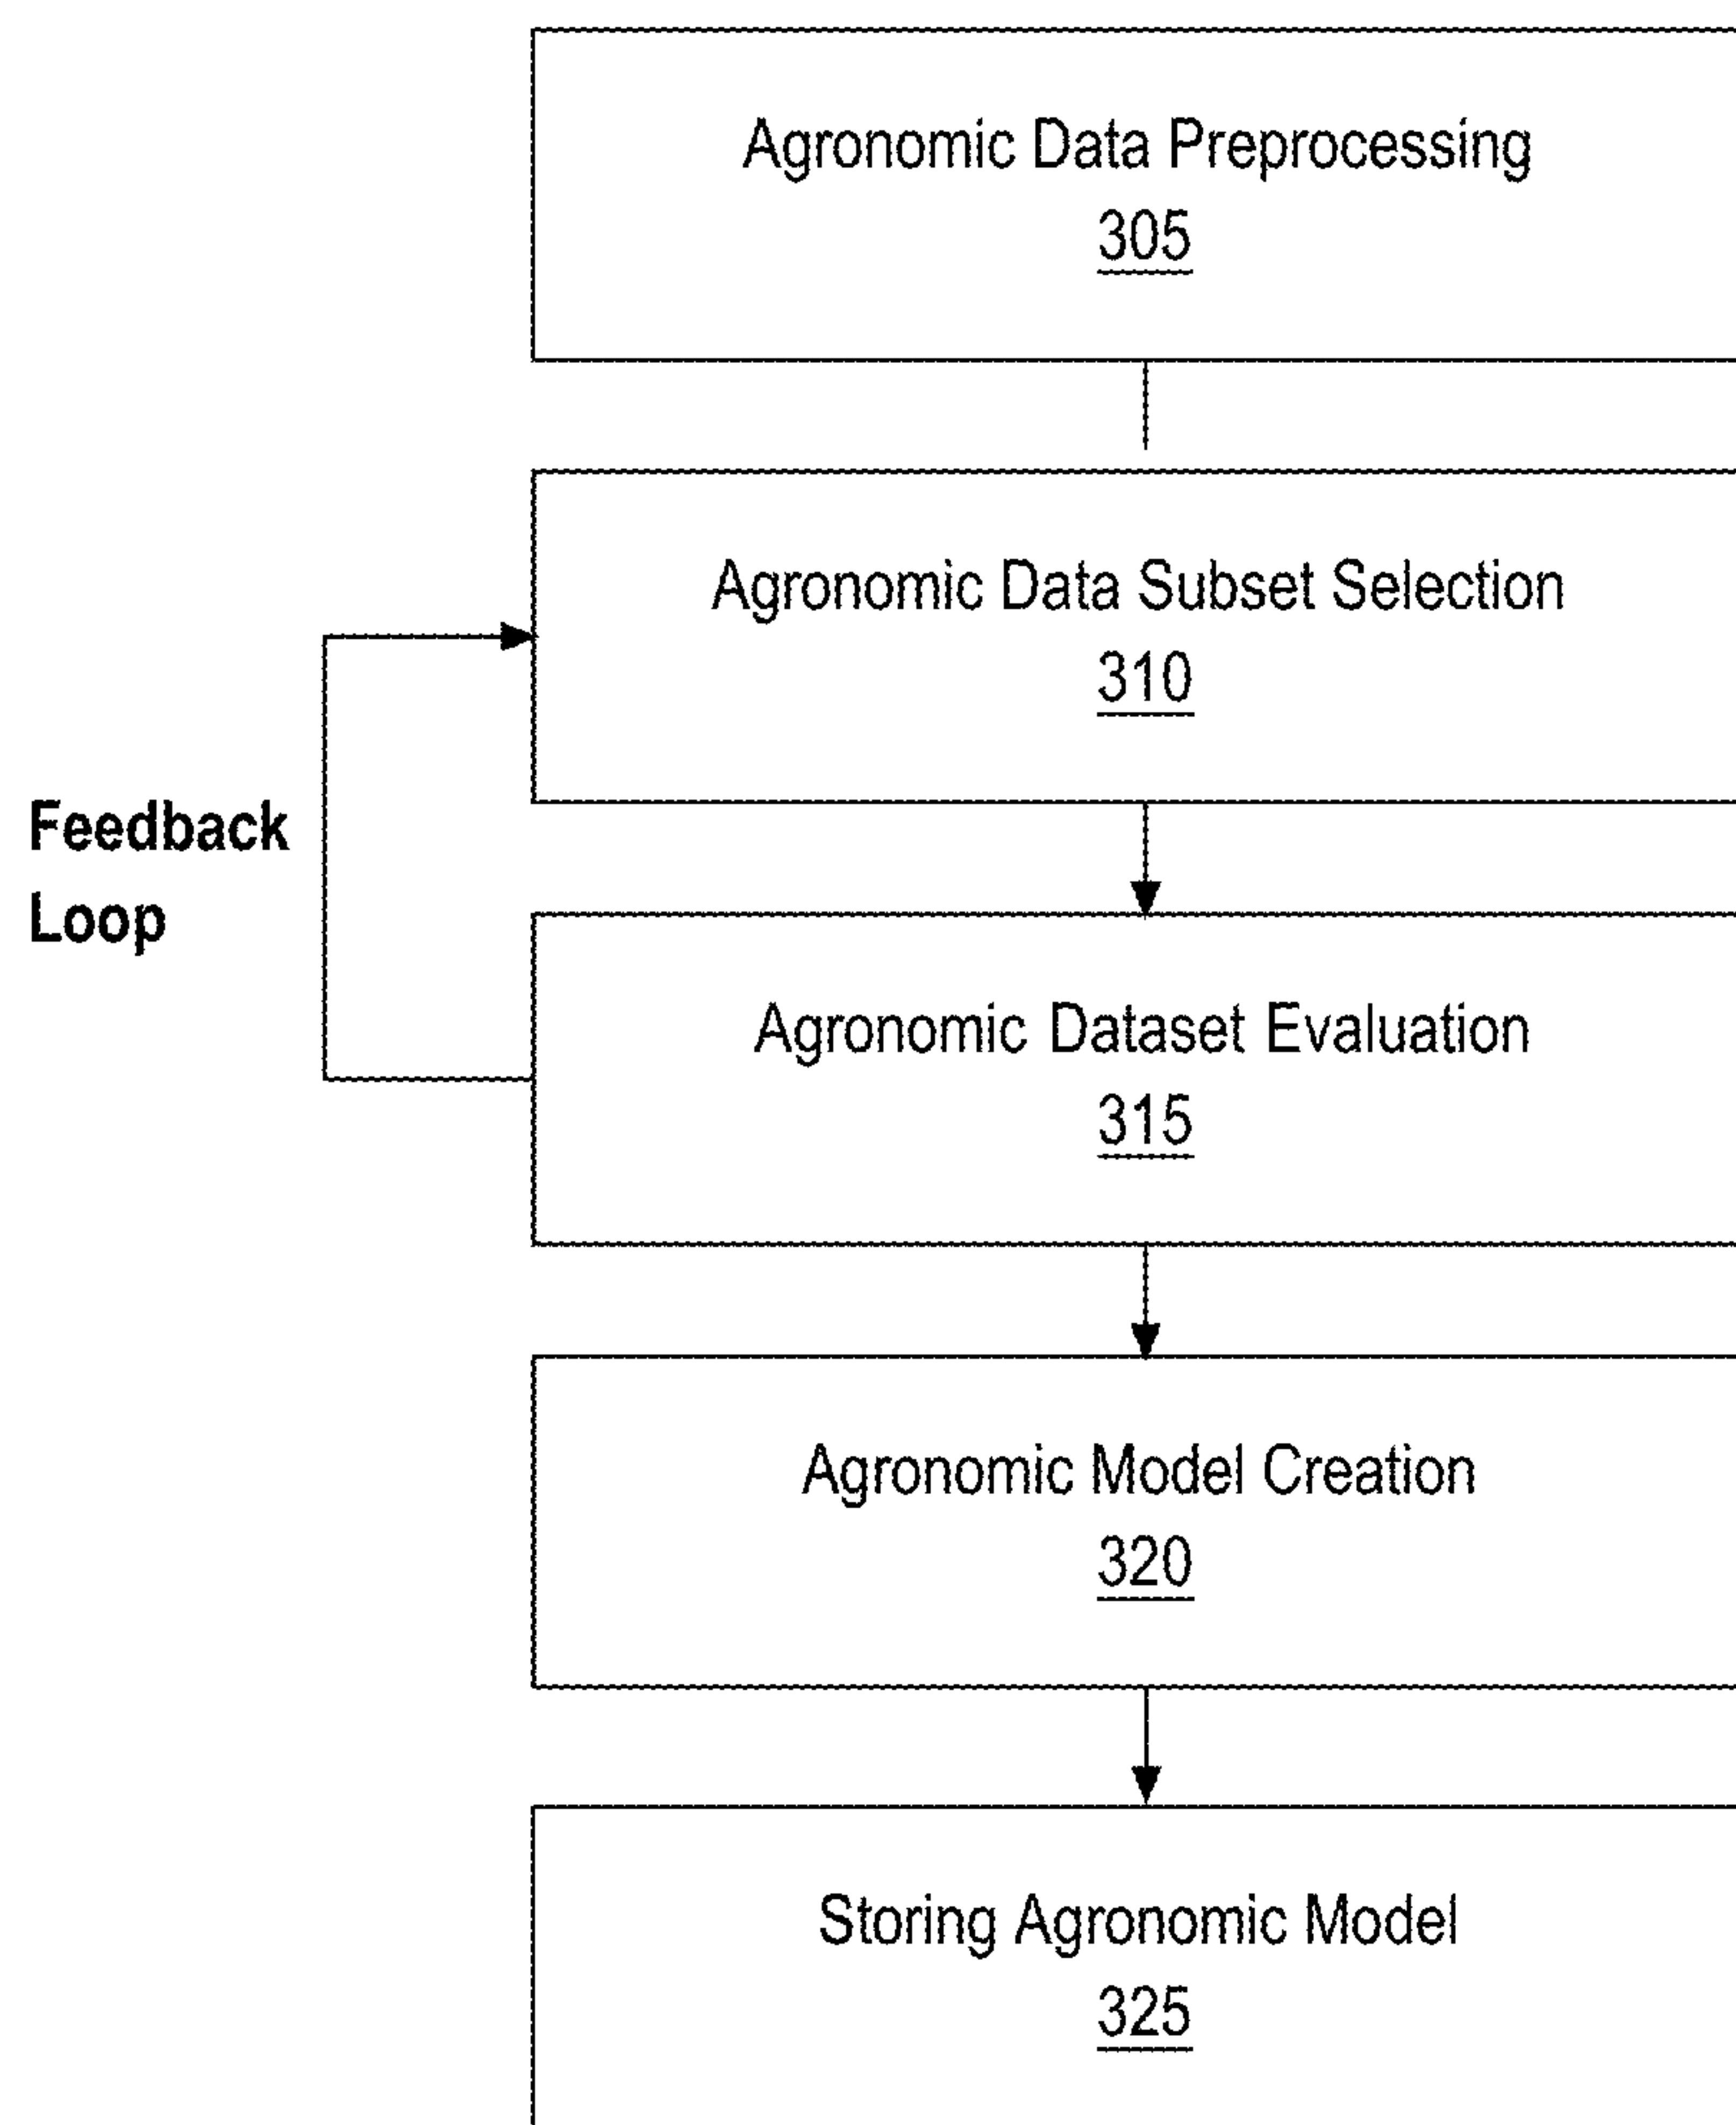 Agronomic Data Preprocessing
305
Agronomic Data Subset Selection
310
Feedback
Loop
Agronomic Dataset Evaluation
315
Agronomic Model Creation
320
Storing Agronomic Model
325